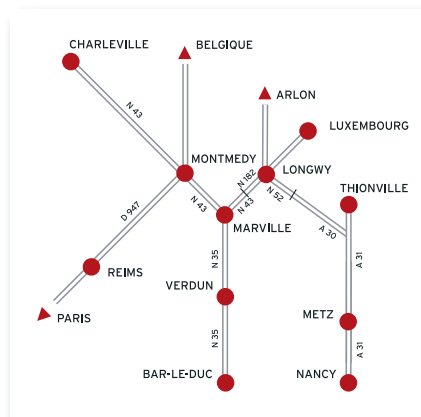 CHARLEVILLE
BELGIQUE
ARLON
LUXEMBOURG
N 43
MONTMEDY
N 182
LONGWY
THIONVILLE
N 43
N 43
N 52
D 947
MARVILLE
A 30
N 35
A 31
REIMS
VERDUN
PARIS
METZ
N 35
A 31
BAR-LE-DUC
NANCY